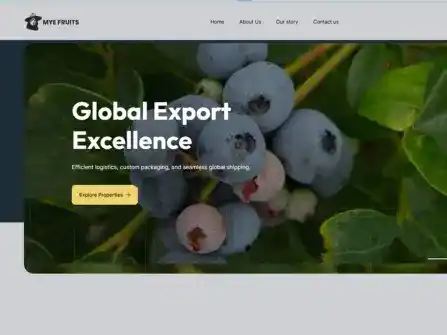 MYE FRUITS
Home About Us Our story Contact us
Global Export
Excellence
Efficient logistics, custom packaging, and seamless global shipping.
Explore Properties →